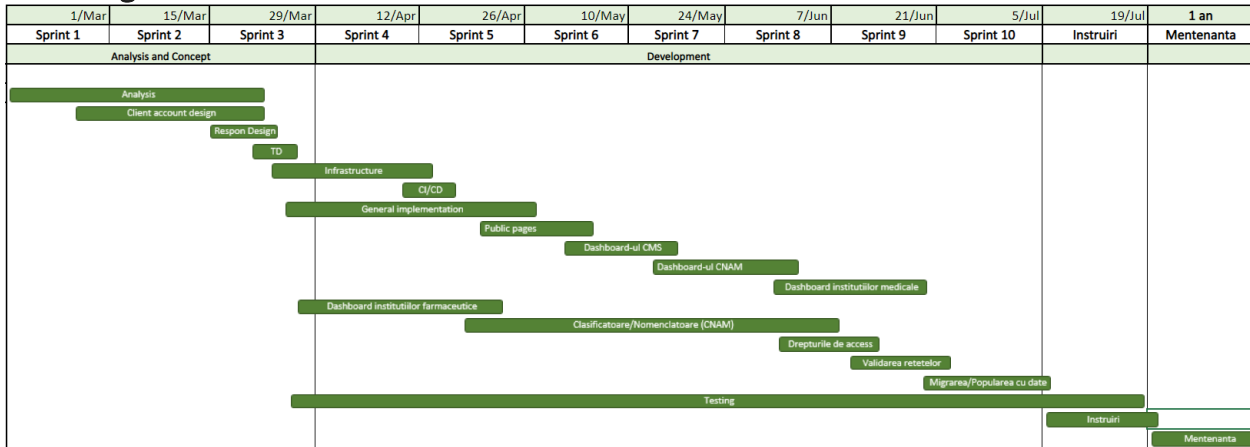 1/Mar 15/Mar 29/Mar 12/Apr 26/Apr 10/May 24/May 7/Jun 21/Jun 5/Jul 19/Jul 1 an
Sprint 1 Sprint 2 Sprint 3 Sprint 4 Sprint 5 Sprint 6 Sprint 7 Sprint 8 Sprint 9 Sprint 10 Instruiri Mentenanta
Analysis and Concept Development
Analysis
Client account design
Respon Design
TD
Infrastructure
CI/CD
General implementation
Public pages
Dashboard-ul CMS
Dashboard-ul CNAM
Dashboard institutiilor medicale
Dashboard institutiilor farmaceutice
Clasificatoare/Nomenclatoare (CNAM)
Drepturile de access
Validarea retetelor
Migrarea/Popularea cu date
Testing
Instruiri
Mentenanta